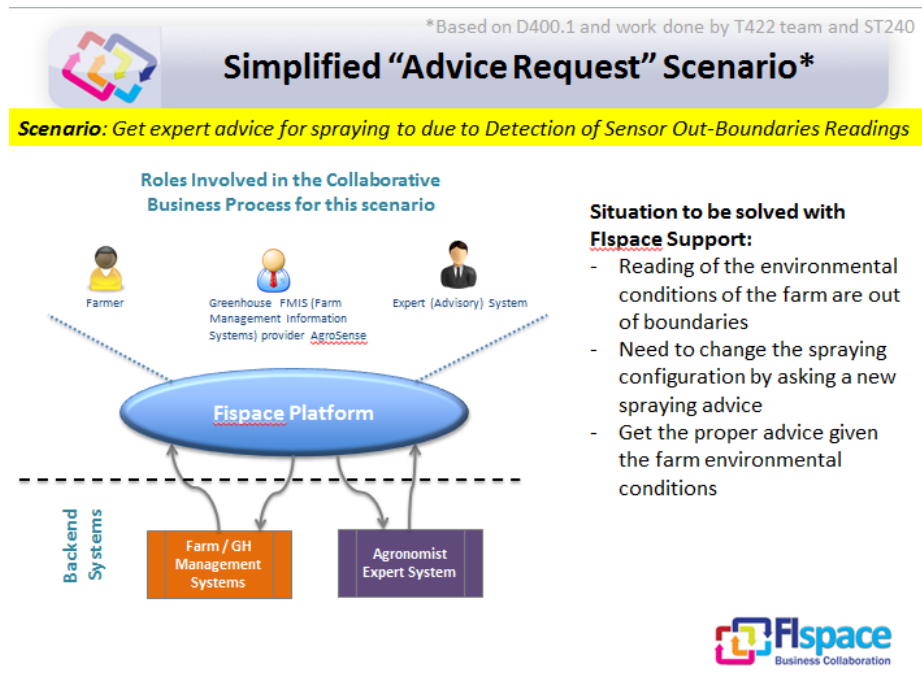 *Based on D400.1 and work done by T422 team and ST240
Simplified “Advice Request” Scenario*
Scenario: Get expert advice for spraying to due to Detection of Sensor Out-Boundaries Readings
Roles Involved in the Collaborative
Business Process for this scenario
Farmer
Greenhouse FMIS (Farm
Management Information
Systems) provider AgroSense
Expert (Advisory) System
Fispace Platform
Backend
Systems
Farm / GH
Management
Systems
Agronomist
Expert System
Situation to be solved with
FIspace Support:
- Reading of the environmental
conditions of the farm are out
of boundaries
- Need to change the spraying
configuration by asking a new
spraying advice
- Get the proper advice given
the farm environmental
conditions
FIspace
Business Collaboration